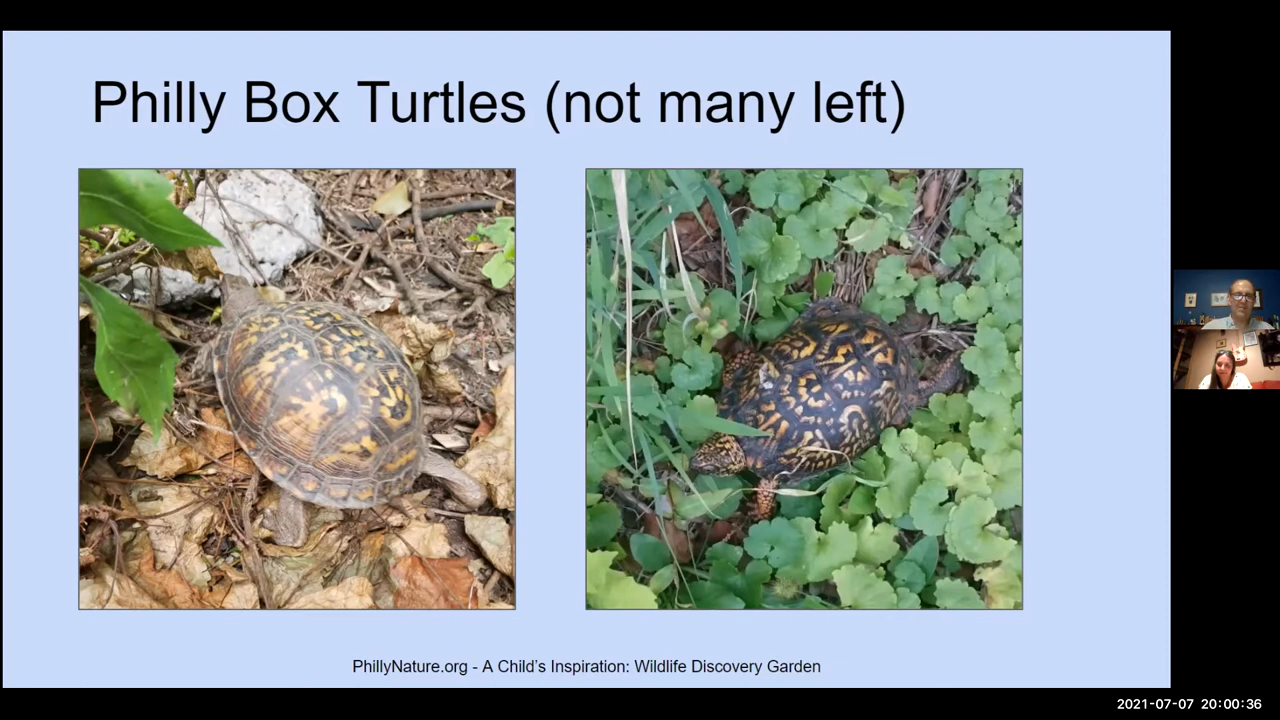 Philly Box Turtles (not many left)
PhillyNature.org - A Child's Inspiration: Wildlife Discovery Garden
2021-07-07 20:00:36